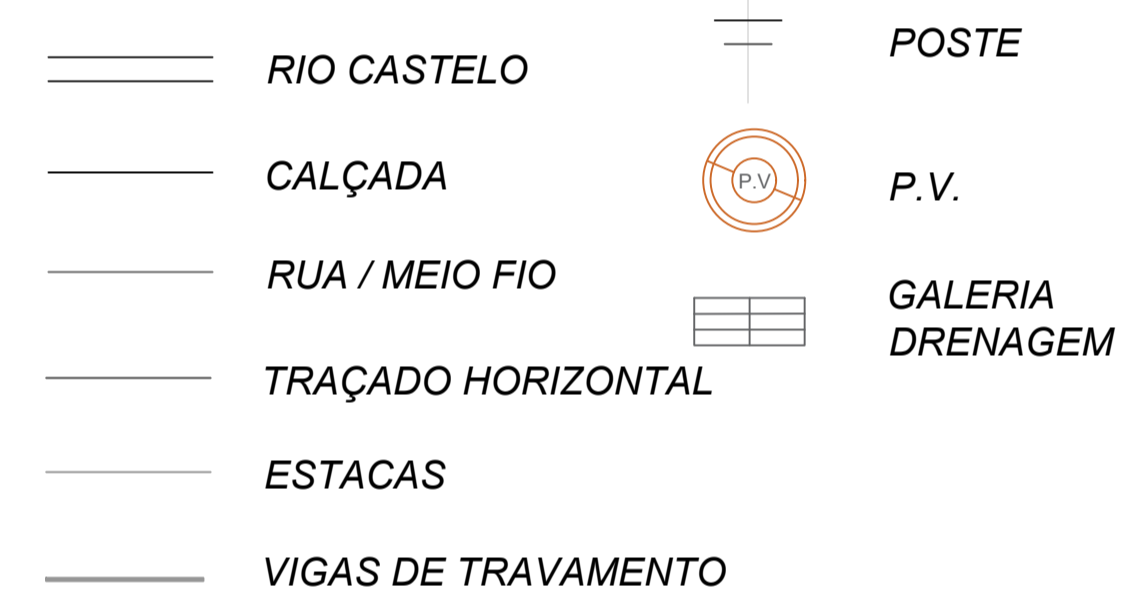 RIO CASTELO
CALÇADA
RUA / MEIO FIO
TRAÇADO HORIZONTAL
ESTACAS
VIGAS DE TRAVAMENTO
POSTE
P.V
P.V.
GALERIA
DRENAGEM